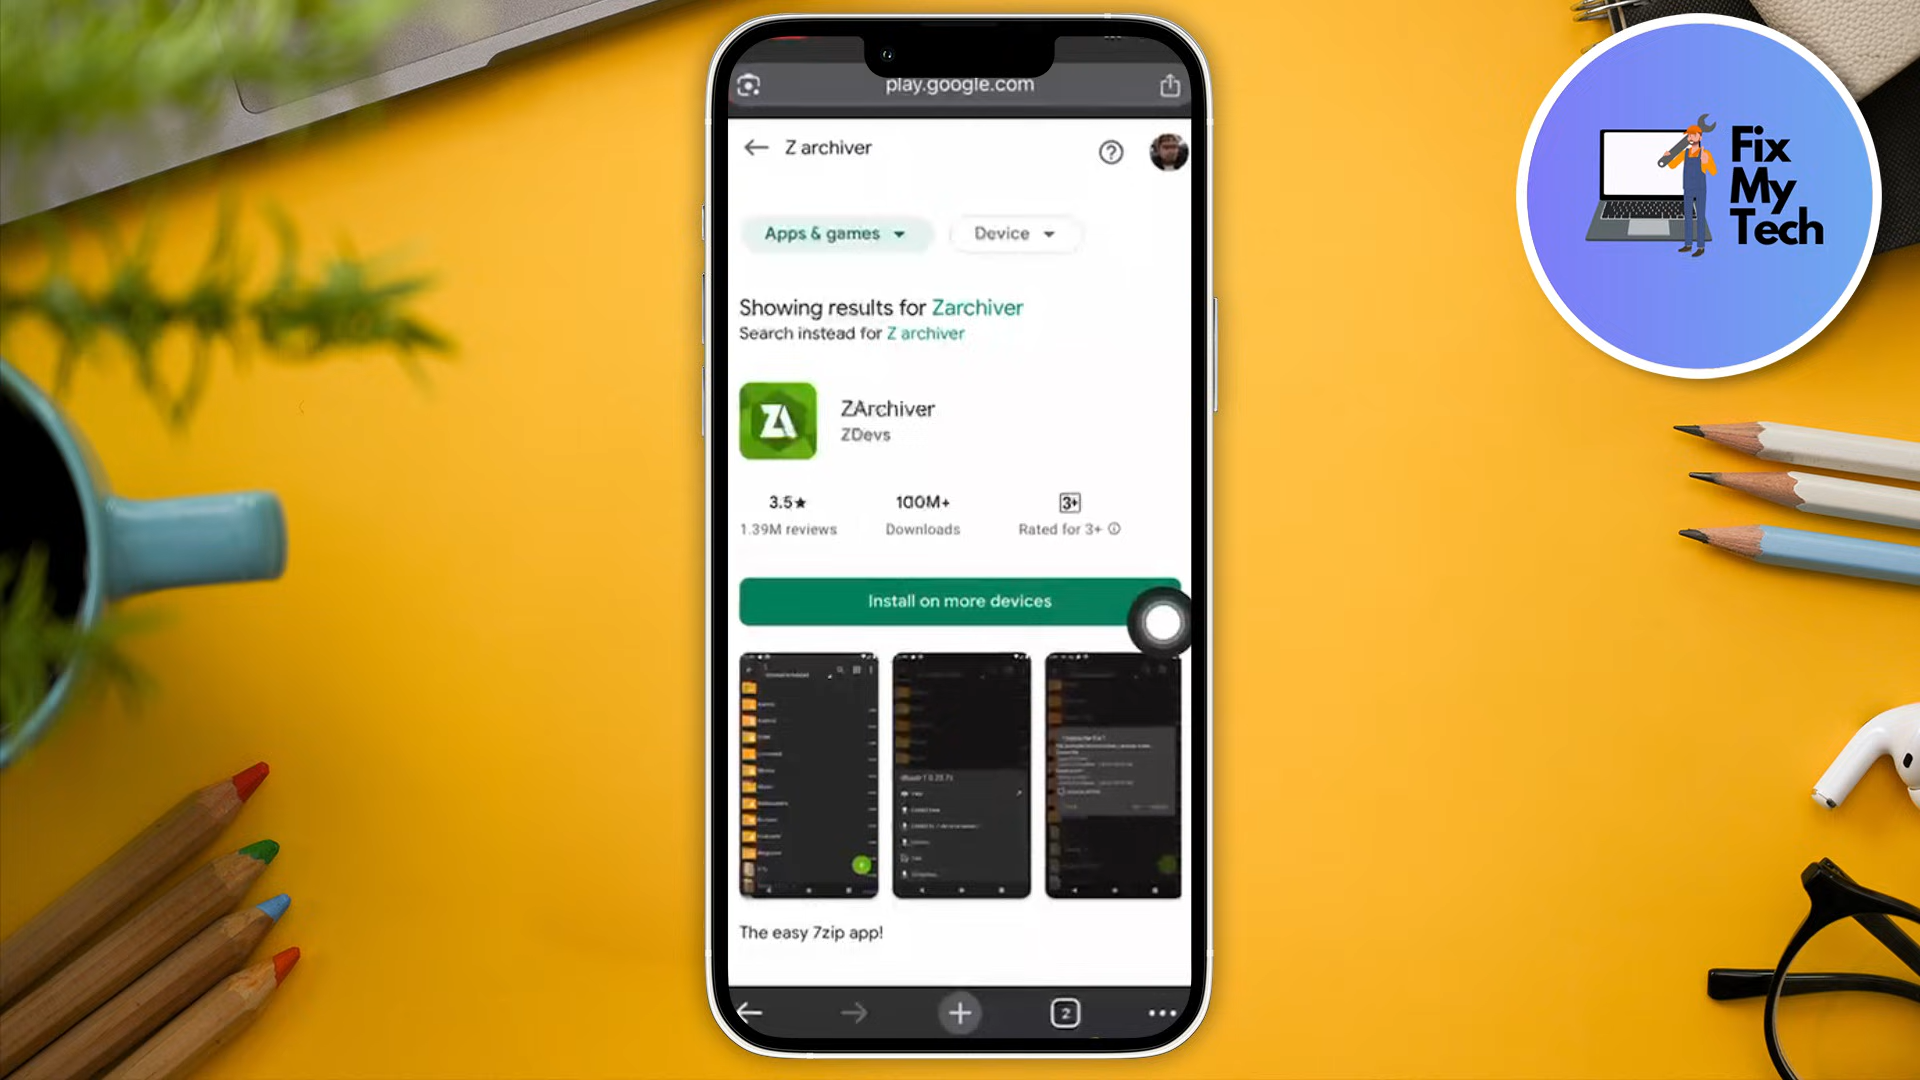 play.google.com
Z archiver
Apps & games
Device
Showing results for Zarchiver
Search instead for Z archiver
ZArchiver
ZDevs
3.5★
100M+
3+
1.39M reviews
Downloads
Rated for 3+
Install on more devices
The easy 7zip app!
2
Fix
My
Tech